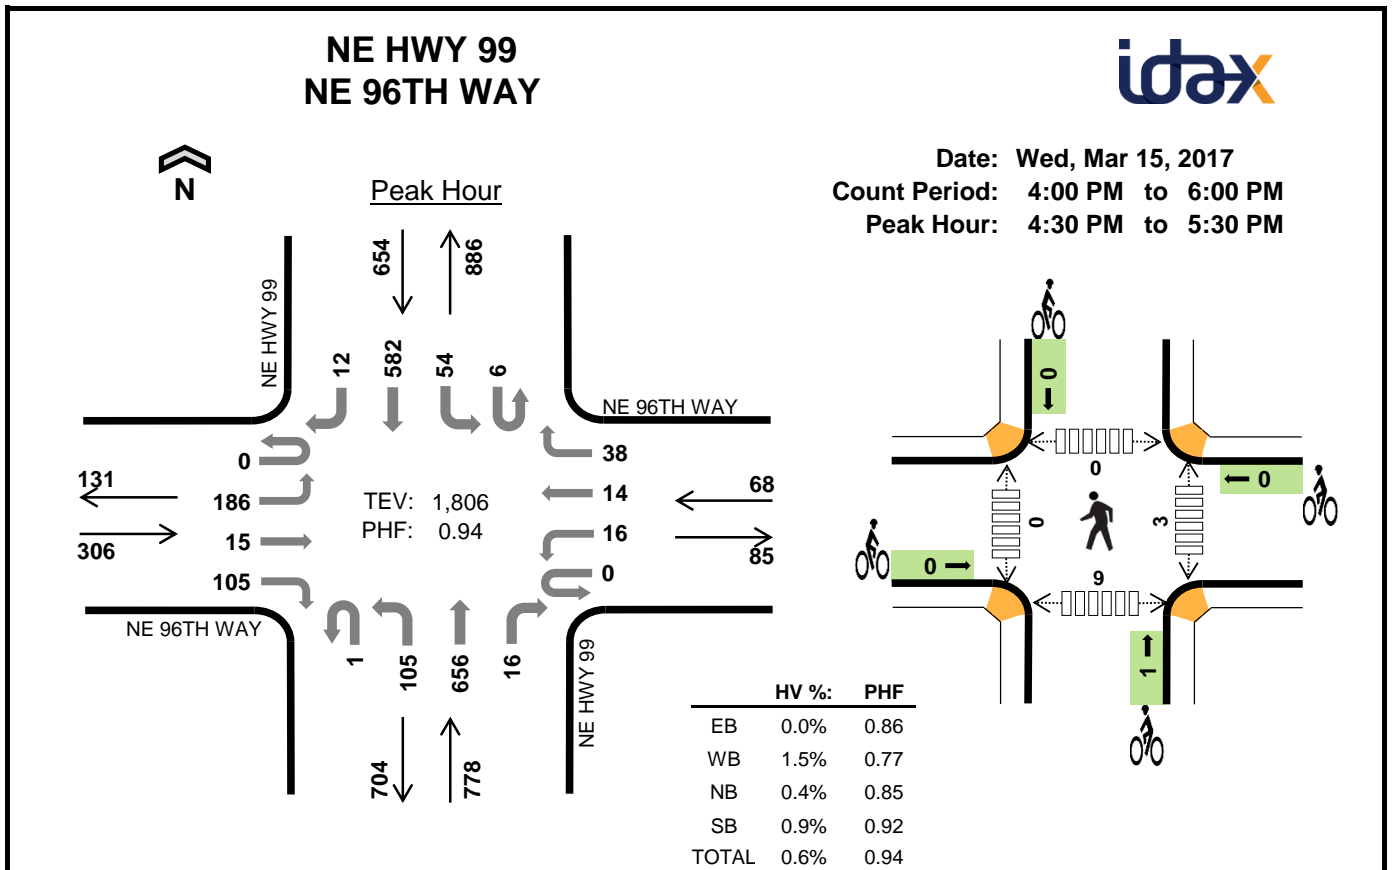 NE HWY 99
NE 96TH WAY
idax
N
Peak Hour
Date: Wed, Mar 15, 2017
Count Period: 4:00 PM to 6:00 PM
Peak Hour: 4:30 PM to 5:30 PM
654
886
NE HWY 99
12
582
54
6
NE 96TH WAY
0
186
15
105
131
306
TEV: 1,806
PHF: 0.94
38
14
16
0
68
85
NE 96TH WAY
1
105
656
16
NE HWY 99
704
778
0
0
0
0
3
0
9
1
HV %: PHF
EB 0.0% 0.86
WB 1.5% 0.77
NB 0.4% 0.85
SB 0.9% 0.92
TOTAL 0.6% 0.94